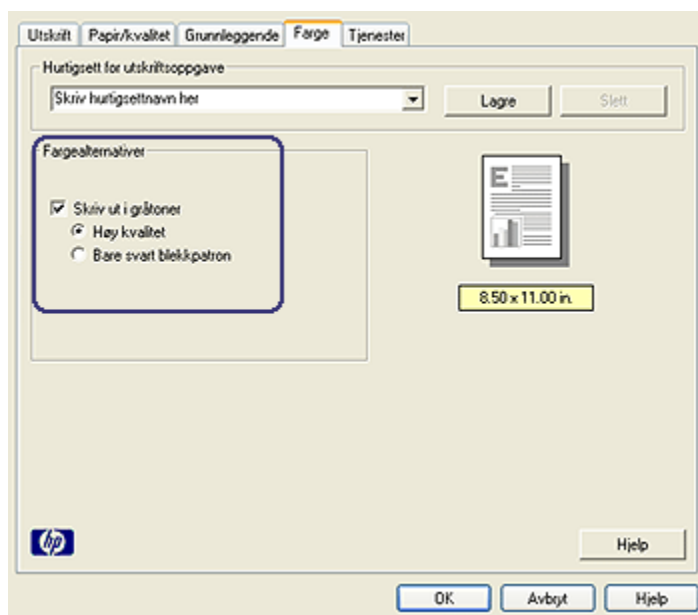 Utskrift Papir/kvalitet Grunnleggende Farge Tjenester
Hurtigsett for utskriftsoppgave
Skriv hurtigsettnavn her Lagre Slett
Fargealternativer
Skriv ut i gråtoner
Høy kvalitet
Bare svart blekkpatron
E
8.50 x 11.00 in.
hp
Hjelp
OK Avbryt Hjelp